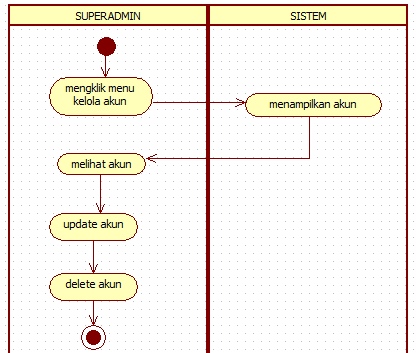 SUPERADMIN
SISTEM
mengklik menu
kelola akun
menampilkan akun
melihat akun
update akun
delete akun